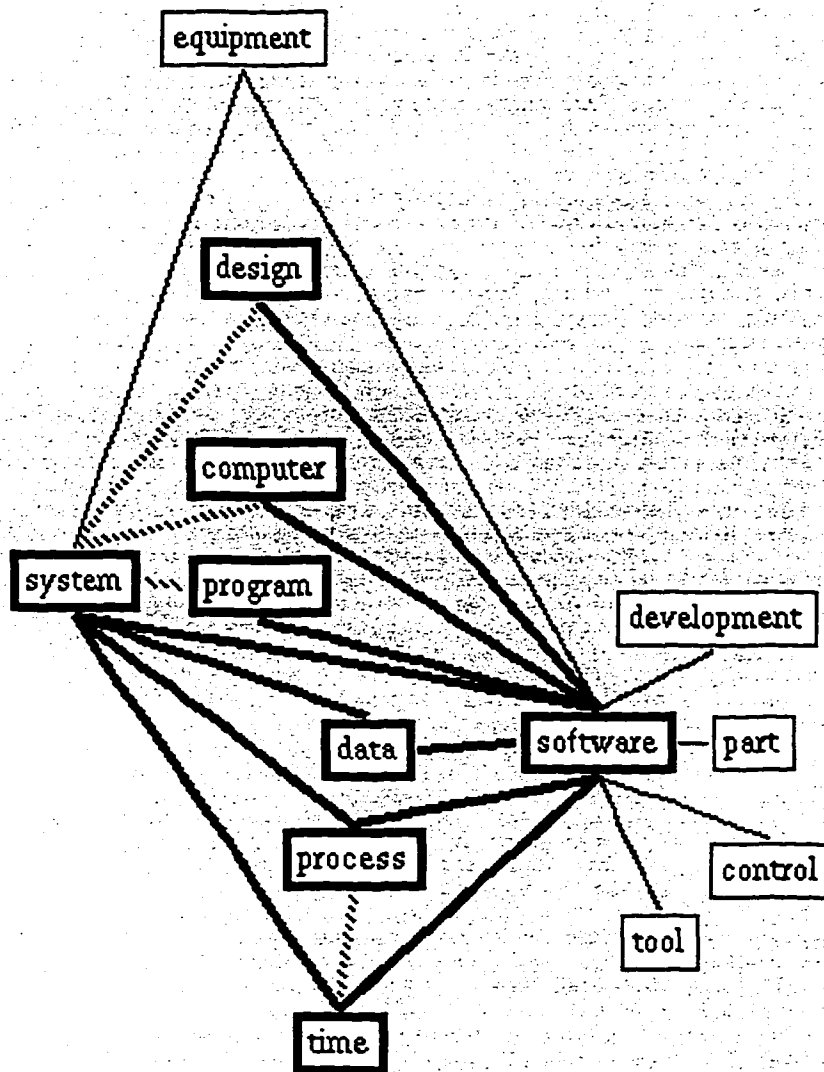 equipment
design
computer
system
program
development
data
software
part
process
control
tool
time